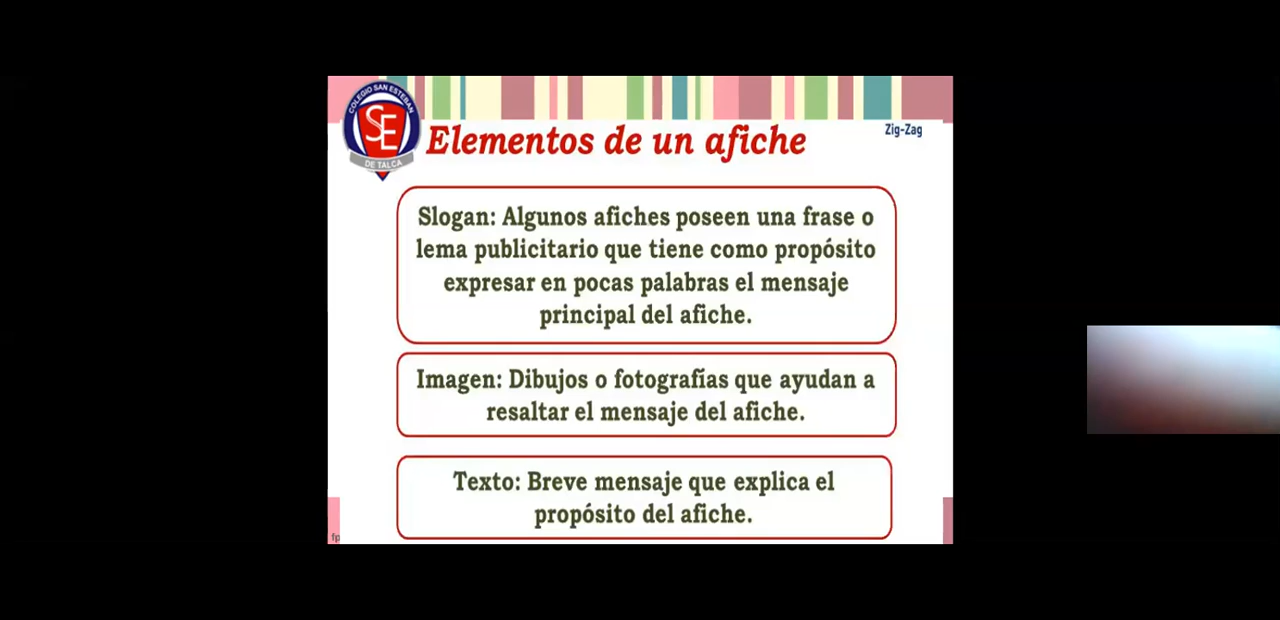 COLEGIO SAN ESTEBAN
SE
DE TALCA
Elementos de un afiche
Zig-Zag
Slogan: Algunos afiches poseen una frase o
lema publicitario que tiene como propósito
expresar en pocas palabras el mensaje
principal del afiche.
Imagen: Dibujos o fotografías que ayudan a
resaltar el mensaje del afiche.
Texto: Breve mensaje que explica el
propósito del afiche.
fp